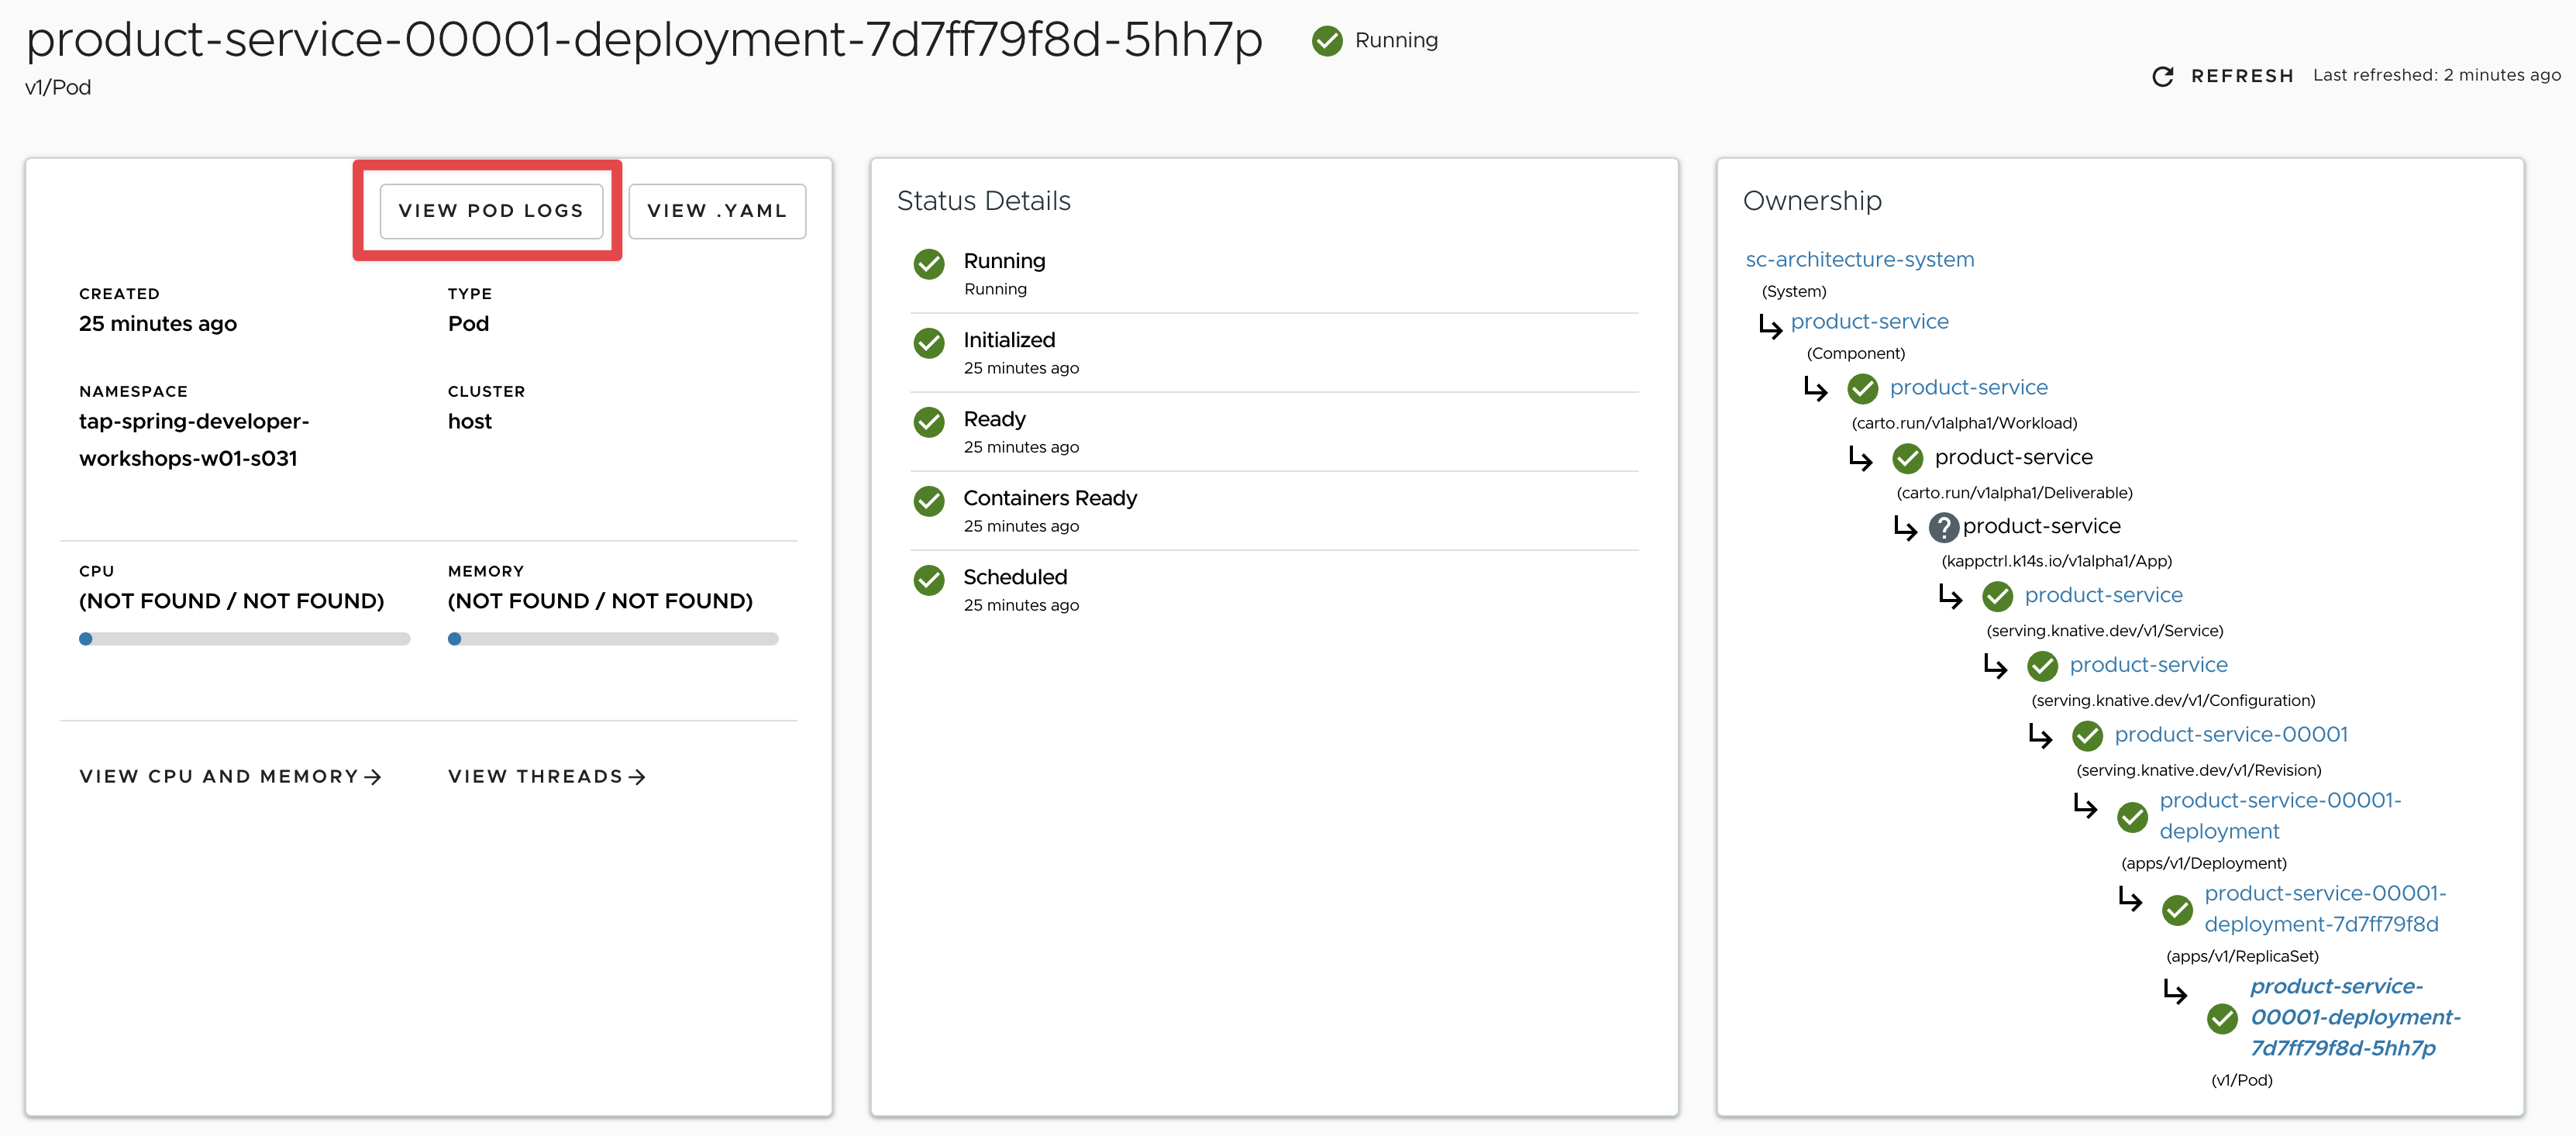 product-service-00001-deployment-7d7ff79f8d-5hh7p
Running
v1/Pod
REFRESH
Last refreshed: 2 minutes ago
VIEW POD LOGS
VIEW .YAML
CREATED
25 minutes ago
TYPE
Pod
NAMESPACE
tap-spring-developer-
workshops-w01-s031
CLUSTER
host
CPU
(NOT FOUND / NOT FOUND)
MEMORY
(NOT FOUND / NOT FOUND)
VIEW CPU AND MEMORY
VIEW THREADS
Status Details
Running
Running
Initialized
25 minutes ago
Ready
25 minutes ago
Containers Ready
25 minutes ago
Scheduled
25 minutes ago
Ownership
sc-architecture-system
(System)
product-service
(Component)
product-service
(carto.run/v1alpha1/Workload)
product-service
(carto.run/v1alpha1/Deliverable)
product-service
(kappctrl.k14s.io/v1alpha1/App)
product-service
(serving.knative.dev/v1/Service)
product-service
(serving.knative.dev/v1/Configuration)
product-service-00001
(serving.knative.dev/v1/Revision)
product-service-00001-
deployment
(apps/v1/Deployment)
product-service-00001-
deployment-7d7ff79f8d
(apps/v1/ReplicaSet)
product-service-
00001-deployment-
7d7ff79f8d-5hh7p
(v1/Pod)